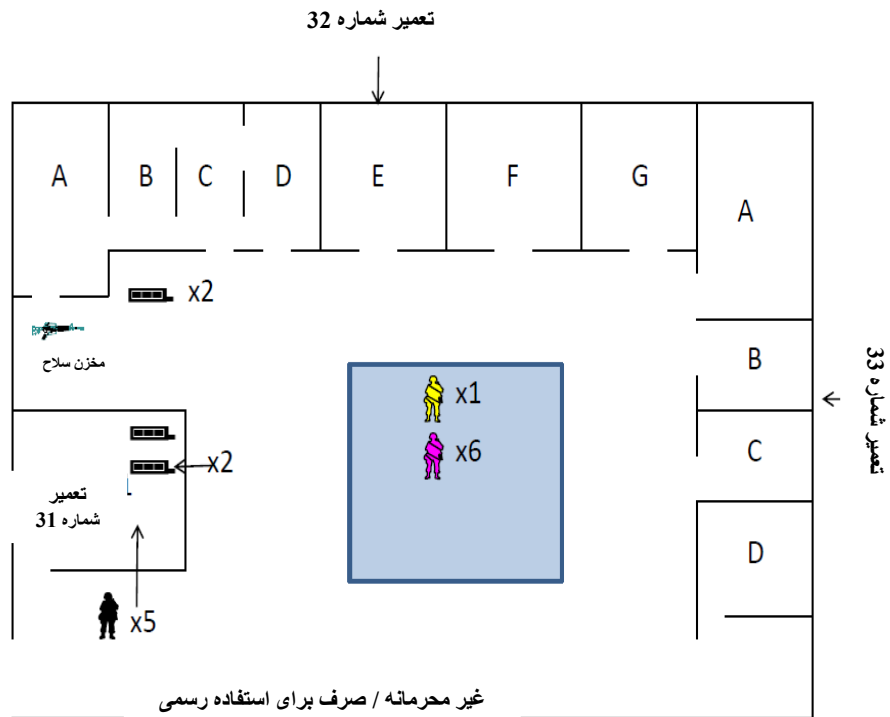 تعمیر شماره 32
A
B
C
D
E
F
G
A
x2
مخزن سلاح
B
x1
تعمیر شماره 33
x6
C
x2
تعمیر
شماره 31
D
x5
غیر محرمانه / صرف برای استفاده رسمی